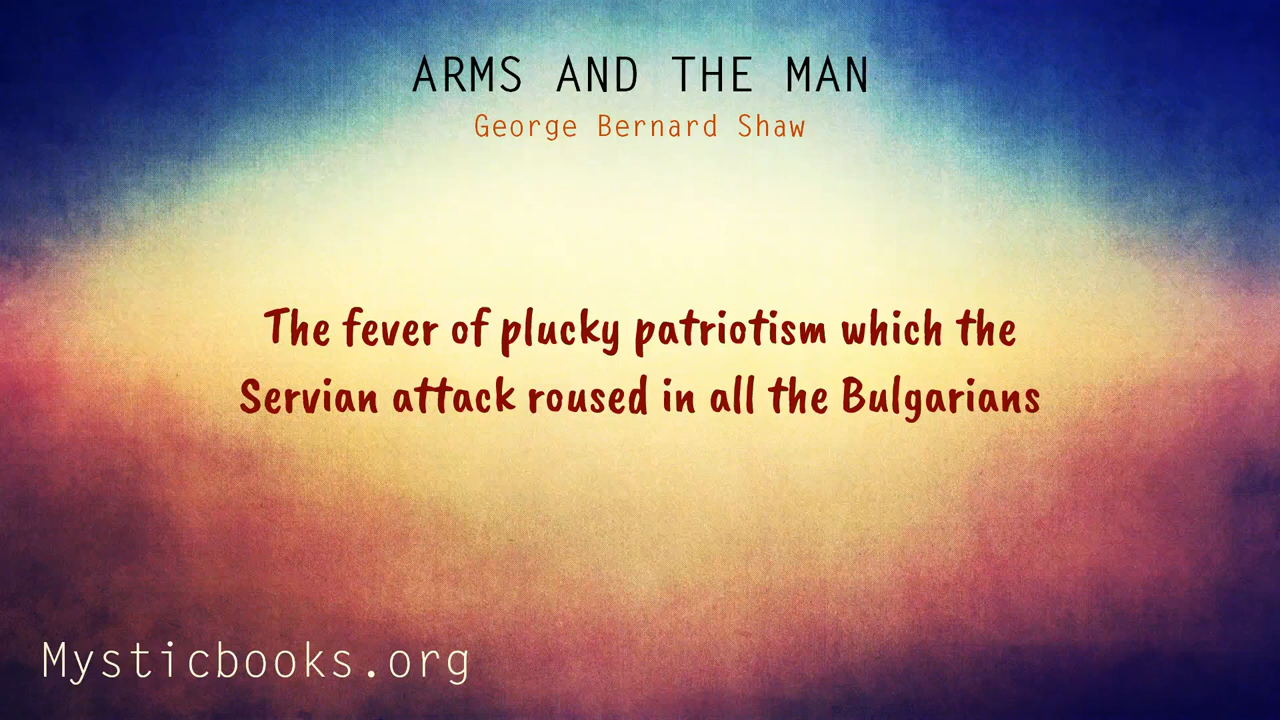 ARMS AND THE MAN
George Bernard Shaw
The fever of plucky patriotism which the
Servian attack roused in all the Bulgarians
Mysticbooks.org